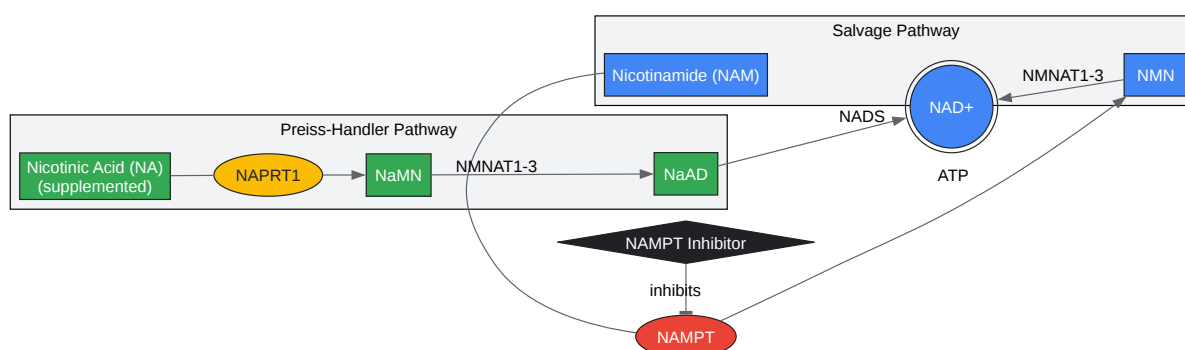 Salvage Pathway
Nicotinamide (NAM)
NMNAT1-3
NMN
NAD+
NADS
Preiss-Handler Pathway
Nicotinic Acid (NA)
(supplemented)
NAPRT1
NaMN
NMNAT1-3
NaAD
ATP
NAMPT Inhibitor
inhibits
NAMPT